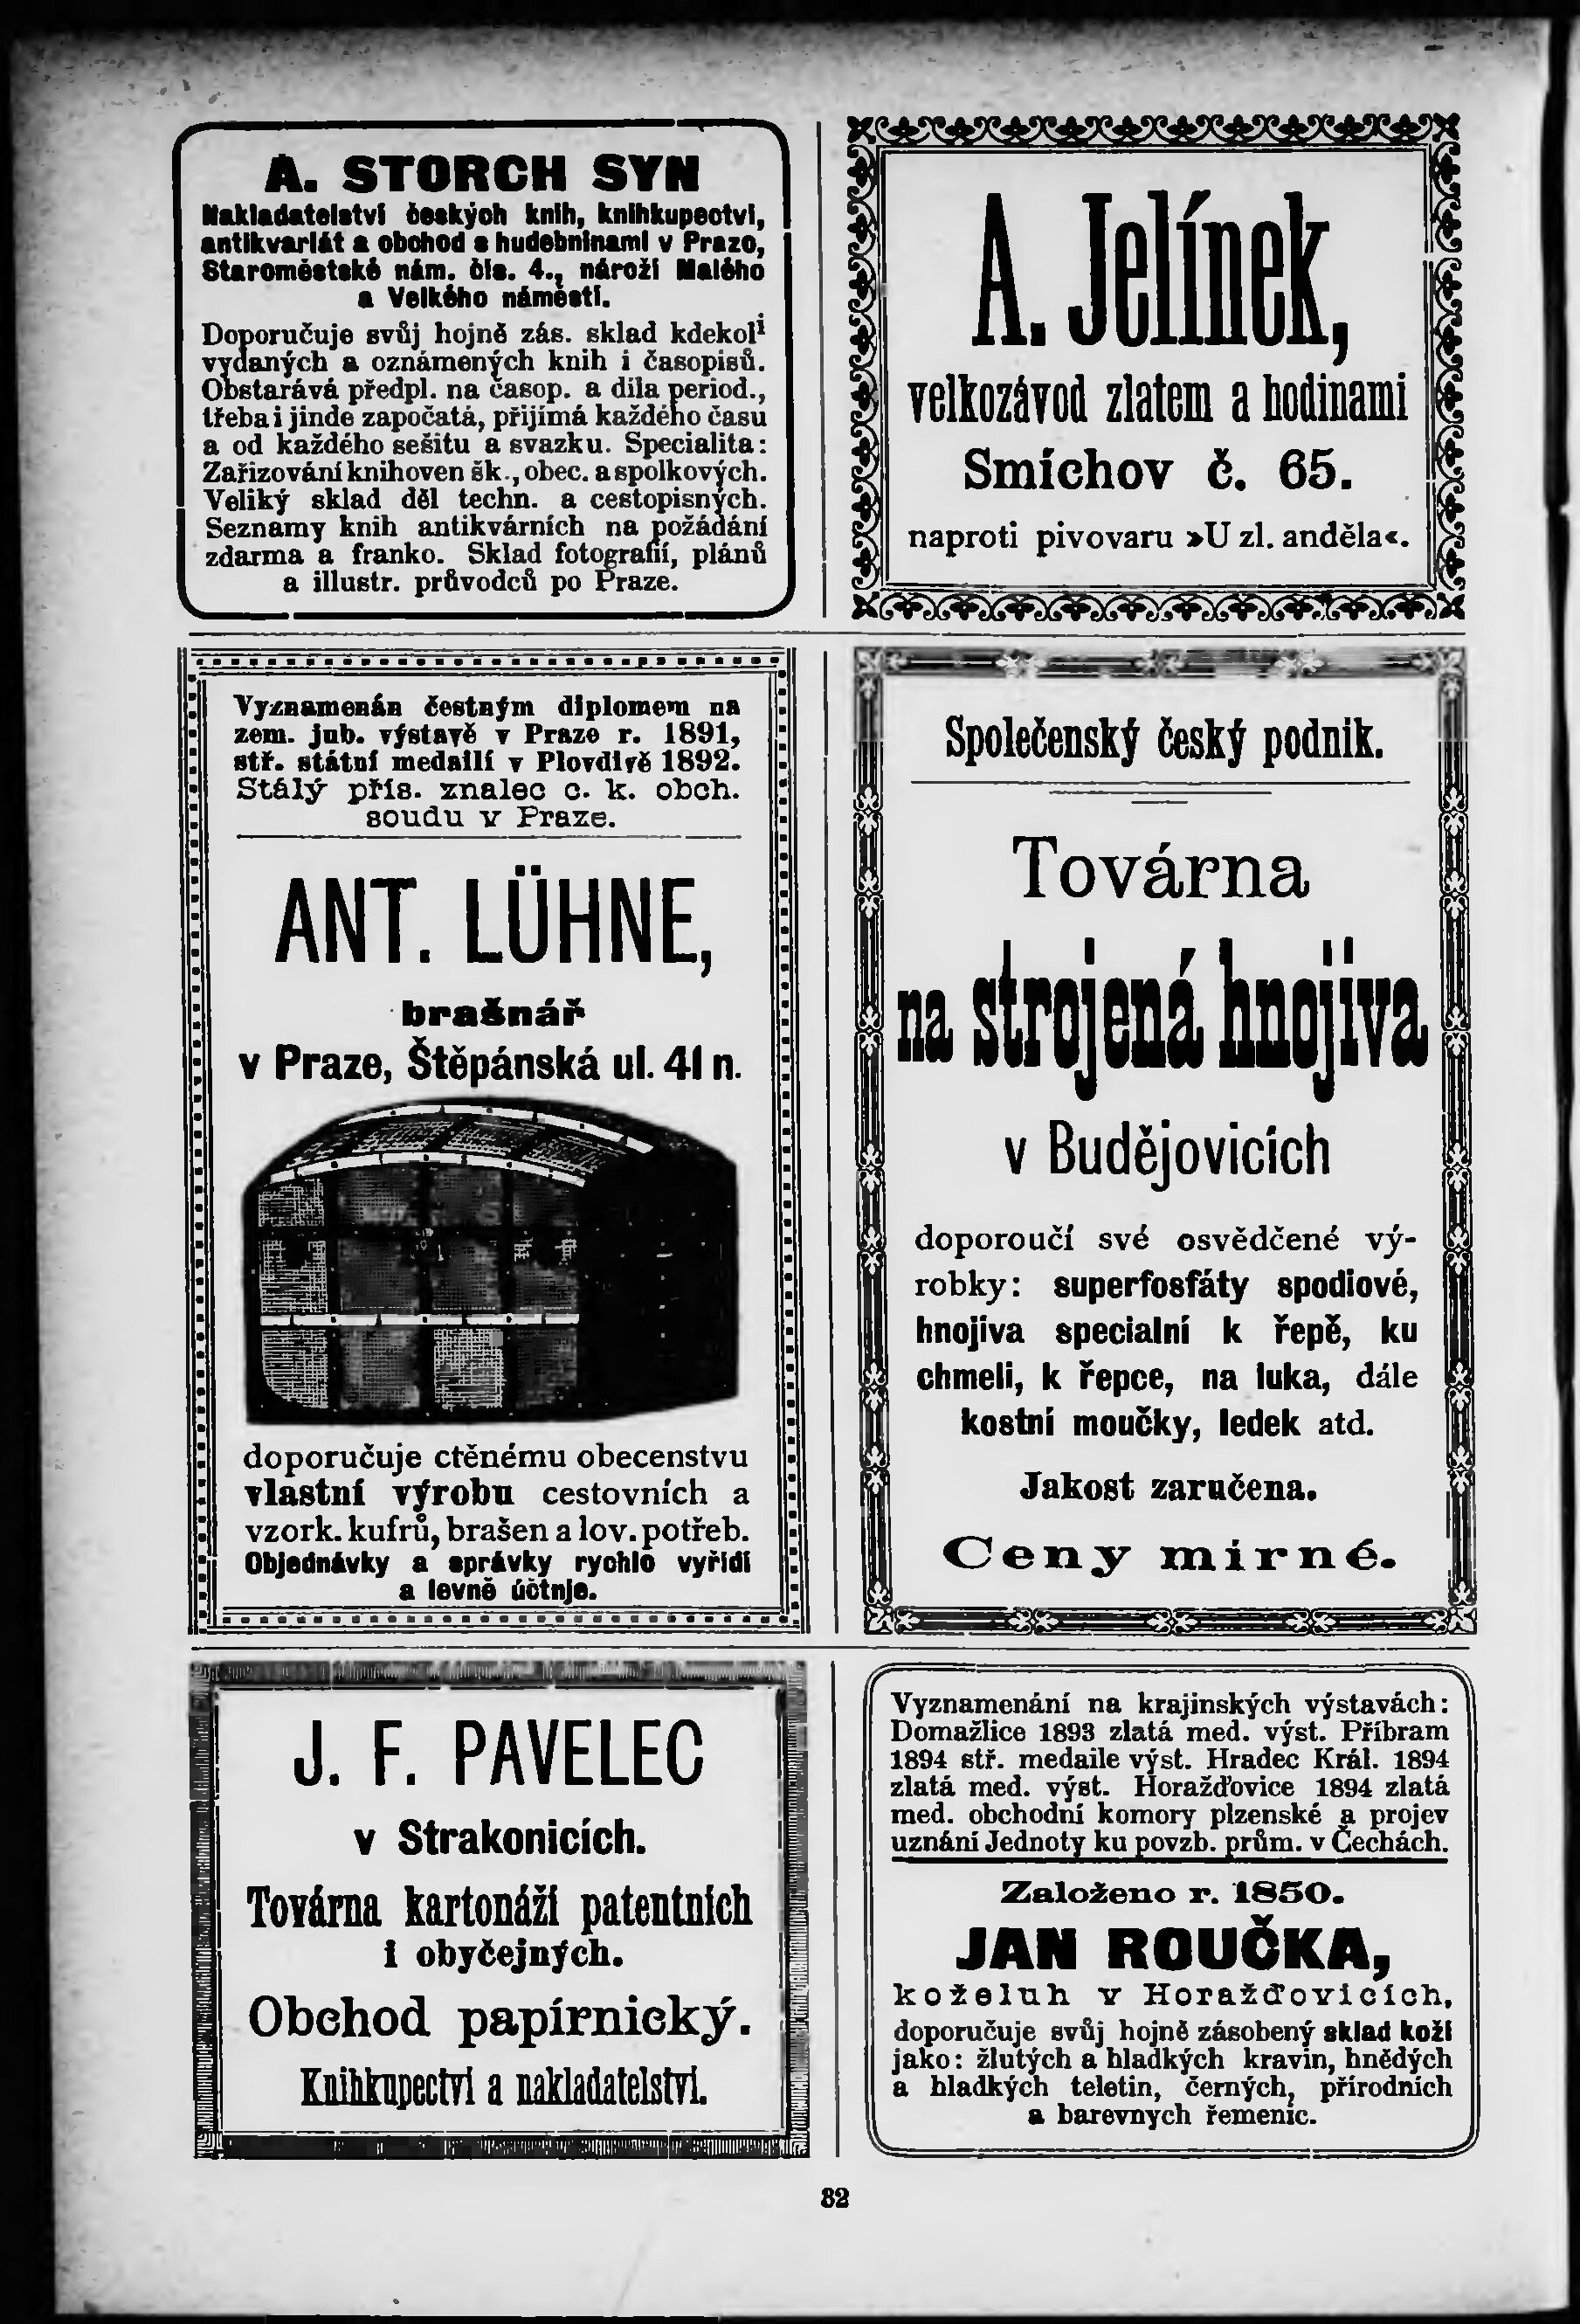 A. STORCH SYN
Nakladatelství českých knih, knihkupectví,
antikvariát a obchod s hudebninami v Praze,
Staroměstské nám. čís. 4., nároží Malého
a Velkého náměstí.
Doporučuje svůj hojně zás. sklad kdekoli
vydaných a oznámených knih i časopisů.
Obstarává předpl. na časop. a díla period.,
třeba i jinde započatá, přijímá každého času
a od každého sešitu a svazku. Specialita:
Zařizování knihoven šk., obec. a spolkových.
Veliký sklad děl techn. a cestopisných.
Seznamy knih antikvárních na požádání
zdarma a franko. Sklad fotografií, plánů
a illustr. průvodců po Praze.
A. Jelínek,
velkozávod zlatem a hodinami
Smíchov č. 65.
naproti pivovaru »U zl. anděla«.
Vyznamenán čestným diplomem na
zem. jub. výstavě v Praze r. 1891,
stř. státní medailí v Plovdivě 1892.
Stálý přís. znalec c. k. obch.
soudu v Praze.
ANT. LÜHNE,
brašnář
v Praze, Štěpánská ul. 41 n.
doporučuje ctěnému obecenstvu
vlastní výrobu cestovních a
vzork. kufrů, brašen a lov. potřeb.
Objednávky a správky rychle vyřídí
a levně účtuje.
Společenský český podnik.
Továrna
na strojená hnojiva
v Budějovicích
doporoučí své osvědčené vý-
robky: superfosfáty spodiové,
hnojiva specialní k řepě, ku
chmeli, k řepce, na luka, dále
kostní moučky, ledek atd.
Jakost zaručena.
Ceny mírné.
J. F. PAVELEC
v Strakonicích.
Továrna kartonáží patentních
i obyčejných.
Obchod papírnický.
Knihkupectví a nakladatelství.
Vyznamenání na krajinských výstavách:
Domažlice 1893 zlatá med. výst. Příbram
1894 stř. medaile výst. Hradec Král. 1894
zlatá med. výst. Horažďovice 1894 zlatá
med. obchodní komory plzenské a projev
uznání Jednoty ku povzb. prům. v Čechách.
Založeno r. 1850.
JAN ROUČKA,
koželuh v Horažďovicích,
doporučuje svůj hojně zásobený sklad koží
jako: žlutých a hladkých kravin, hnědých
a hladkých teletin, černých, přírodních
a barevnych řemenic.
82